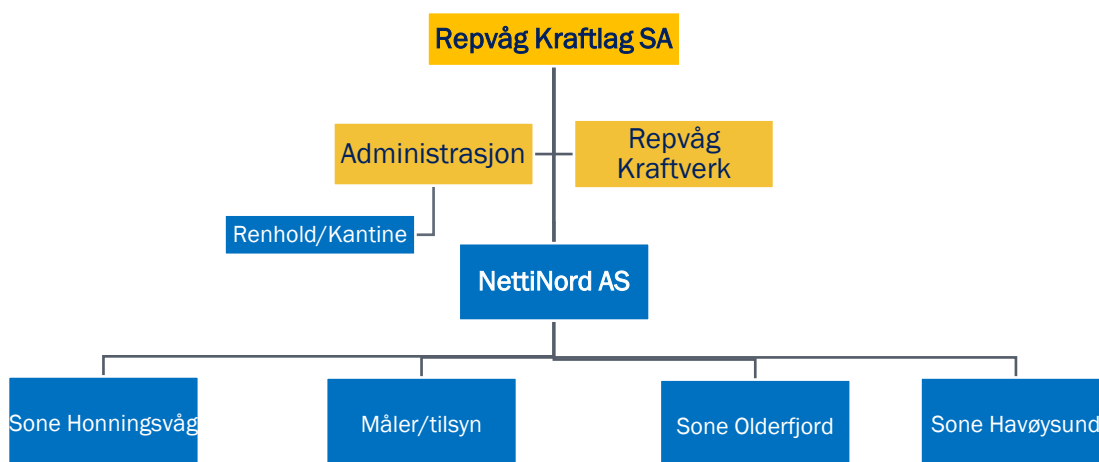 Repvåg Kraftlag SA
Administrasjon
Repvåg
Kraftverk
Renhold/Kantine
NettiNord AS
Sone Honningsvåg
Måler/tilsyn
Sone Olderfjord
Sone Havøysund